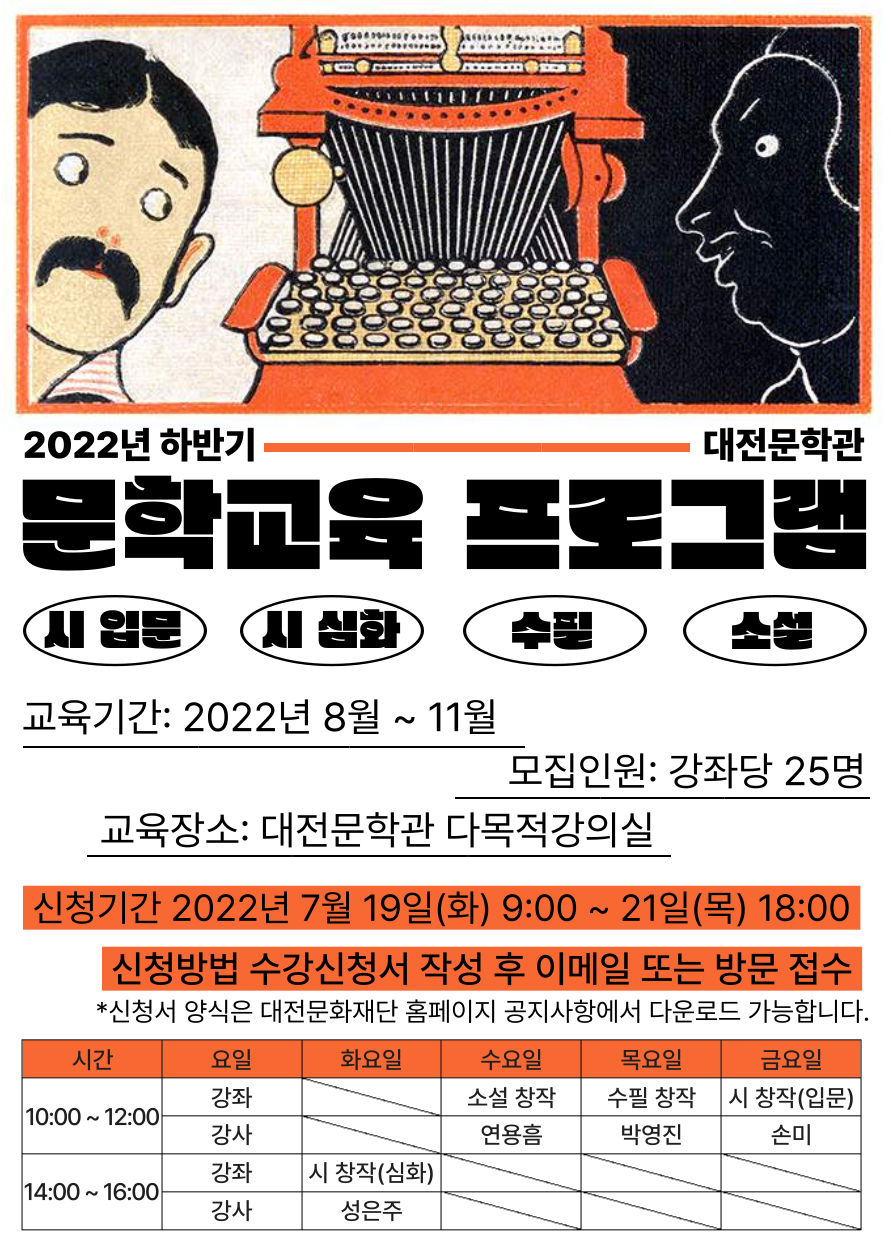 2022년 하반기 대전문학관
문학교육 프로그램
시 입문 시 심화 수필 소설
교육기간: 2022년 8월 ~ 11월
모집인원: 강좌당 25명
교육장소: 대전문학관 다목적강의실
신청기간 2022년 7월 19일(화) 9:00 ~ 21일(목) 18:00
신청방법 수강신청서 작성 후 이메일 또는 방문 접수
*신청서 양식은 대전문화재단 홈페이지 공지사항에서 다운로드 가능합니다.
시간 요일 화요일 수요일 목요일 금요일
10:00 ~ 12:00 강좌 소설 창작 수필 창작 시 창작(입문)
강사 연용흠 박영진 손미
14:00 ~ 16:00 강좌 시 창작(심화)
강사 성은주